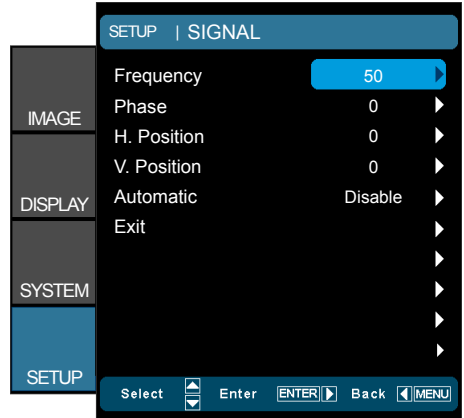 SETUP | SIGNAL
Frequency 50
Phase 0
H. Position 0
V. Position 0
Automatic Disable
Exit
IMAGE
DISPLAY
SYSTEM
SETUP
Select Enter ENTER Back MENU